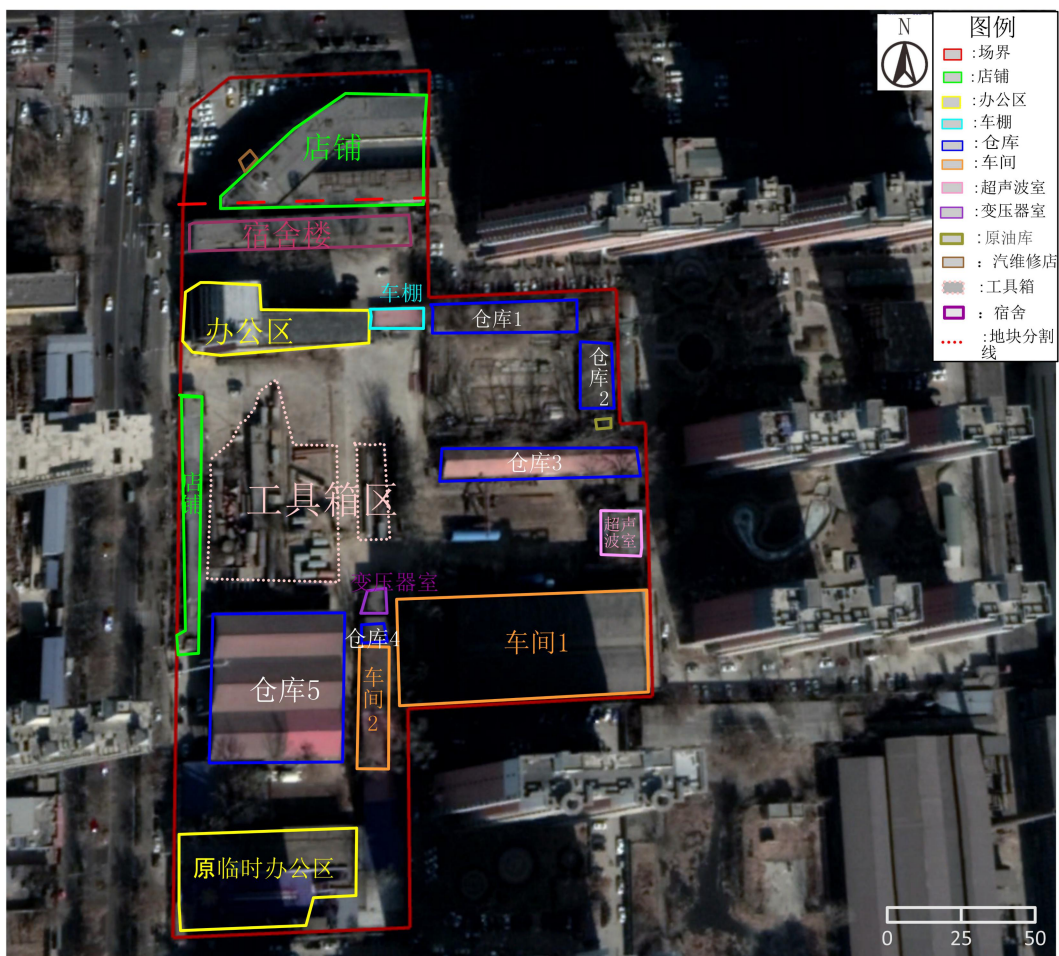 N
图例
:场界
:店铺
:办公区
:车棚
:仓库
:车间
:超声波室
:变压器室
:原油库
：汽维修店
:工具箱
：宿舍
:地块分割
线
店铺
宿舍楼
车棚
办公区
仓库1
仓库2
仓库3
店铺
工具箱区
超声
波室
变压器室
仓库4
车间1
车间2
仓库5
原临时办公区
0 25 50